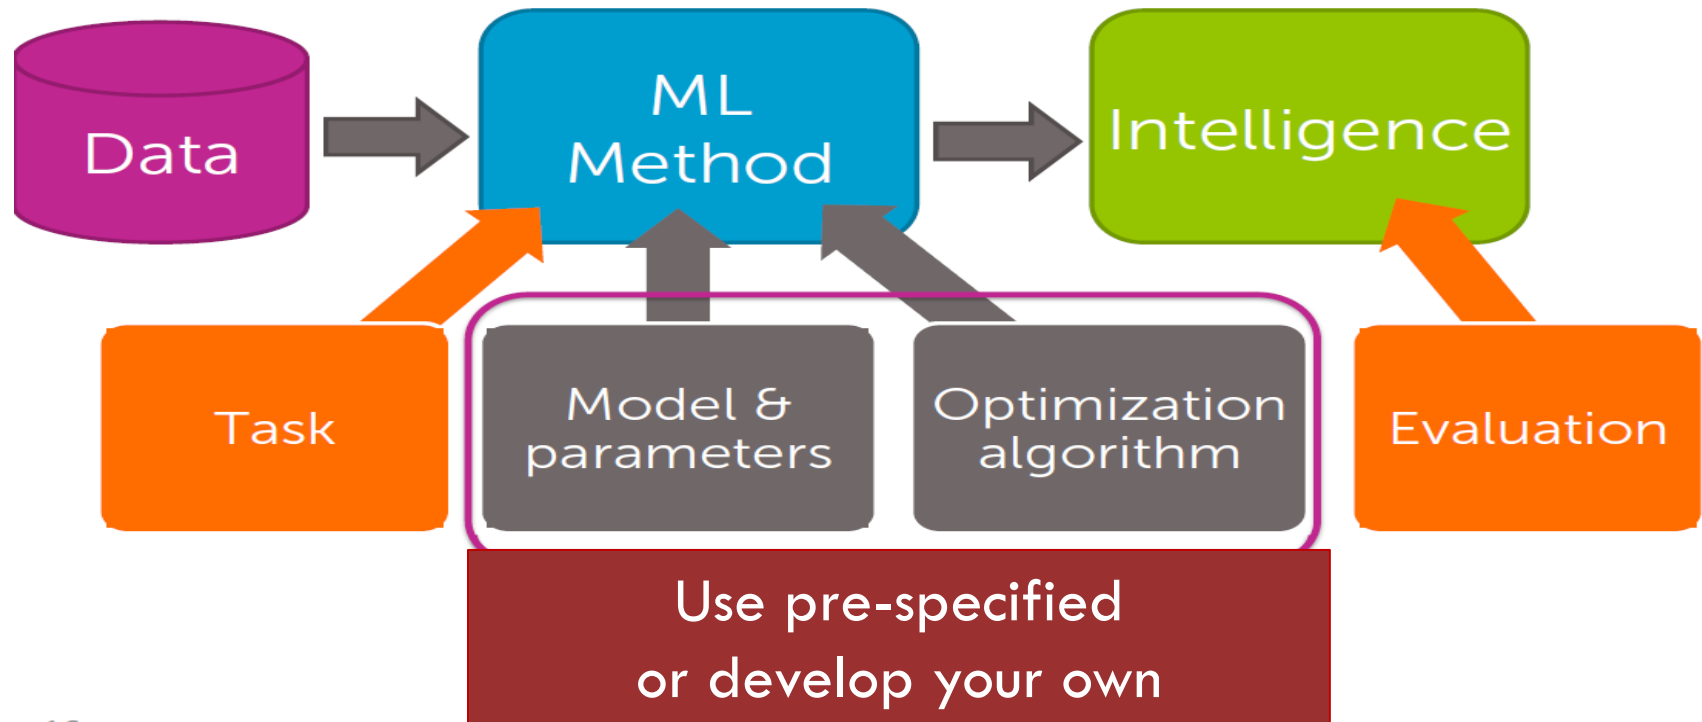 Data
ML
Method
Intelligence
Task
Model &
parameters
Optimization
algorithm
Evaluation
Use pre-specified
or develop your own